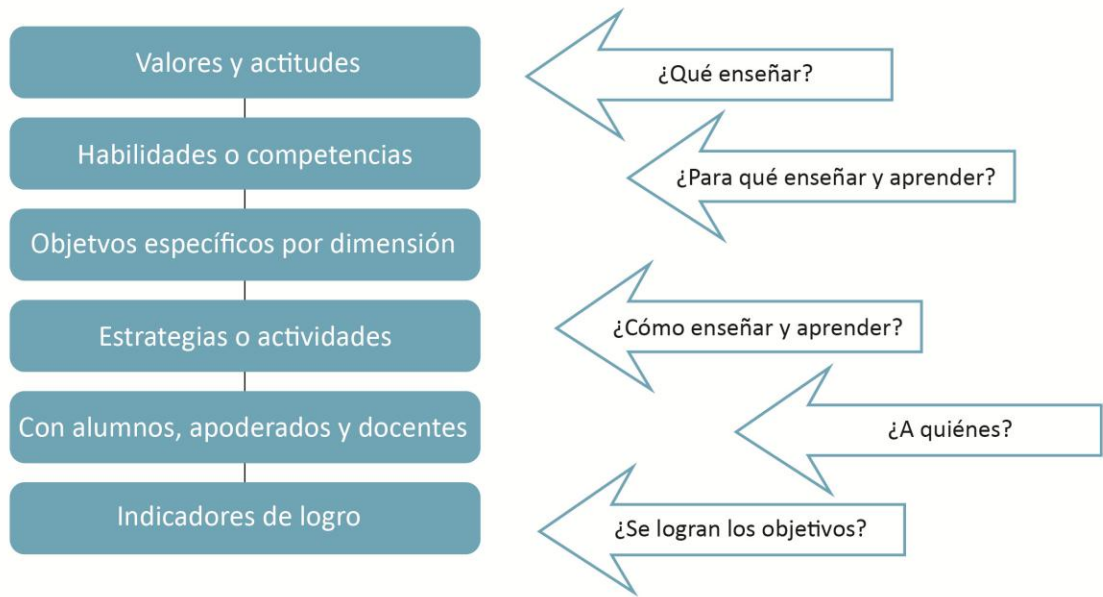 Valores y actitudes
¿Qué enseñar?
Habilidades o competencias
¿Para qué enseñar y aprender?
Objetvos específicos por dimensión
Estrategias o actividades
¿Cómo enseñar y aprender?
Con alumnos, apoderados y docentes
¿A quiénes?
Indicadores de logro
¿Se logran los objetivos?